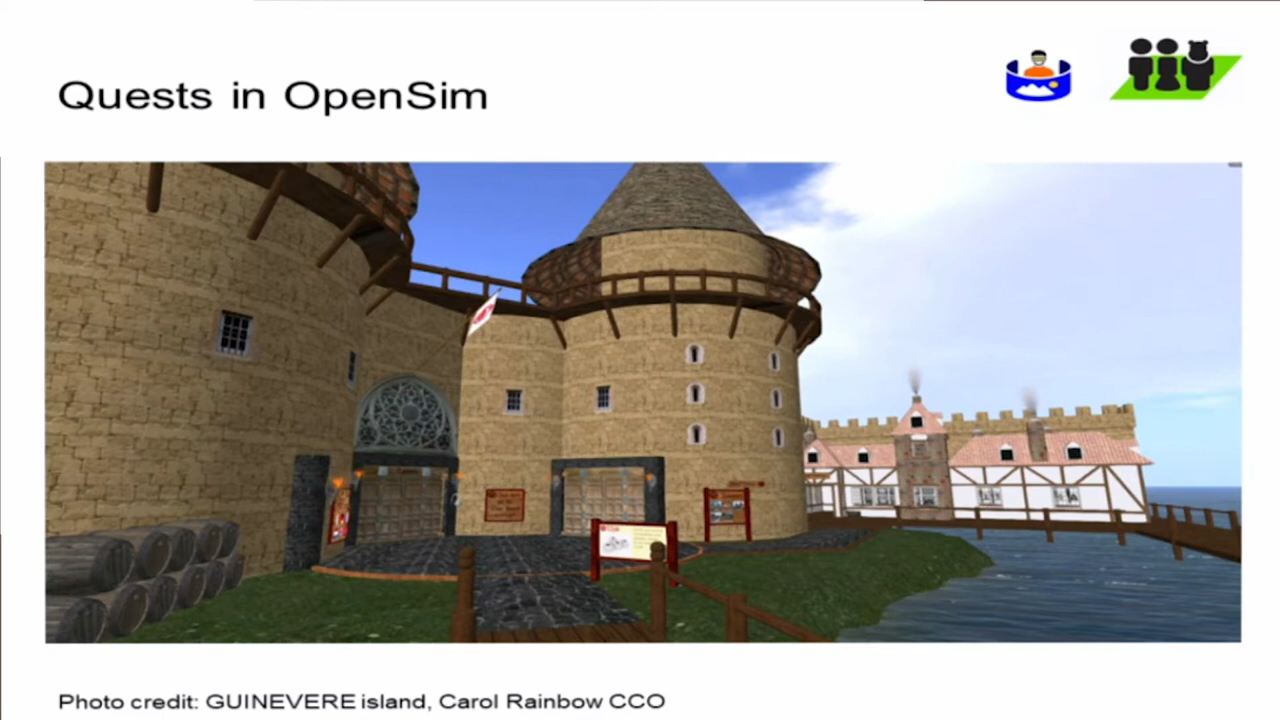 Quests in OpenSim
Photo credit: GUINEVERE island, Carol Rainbow CCO